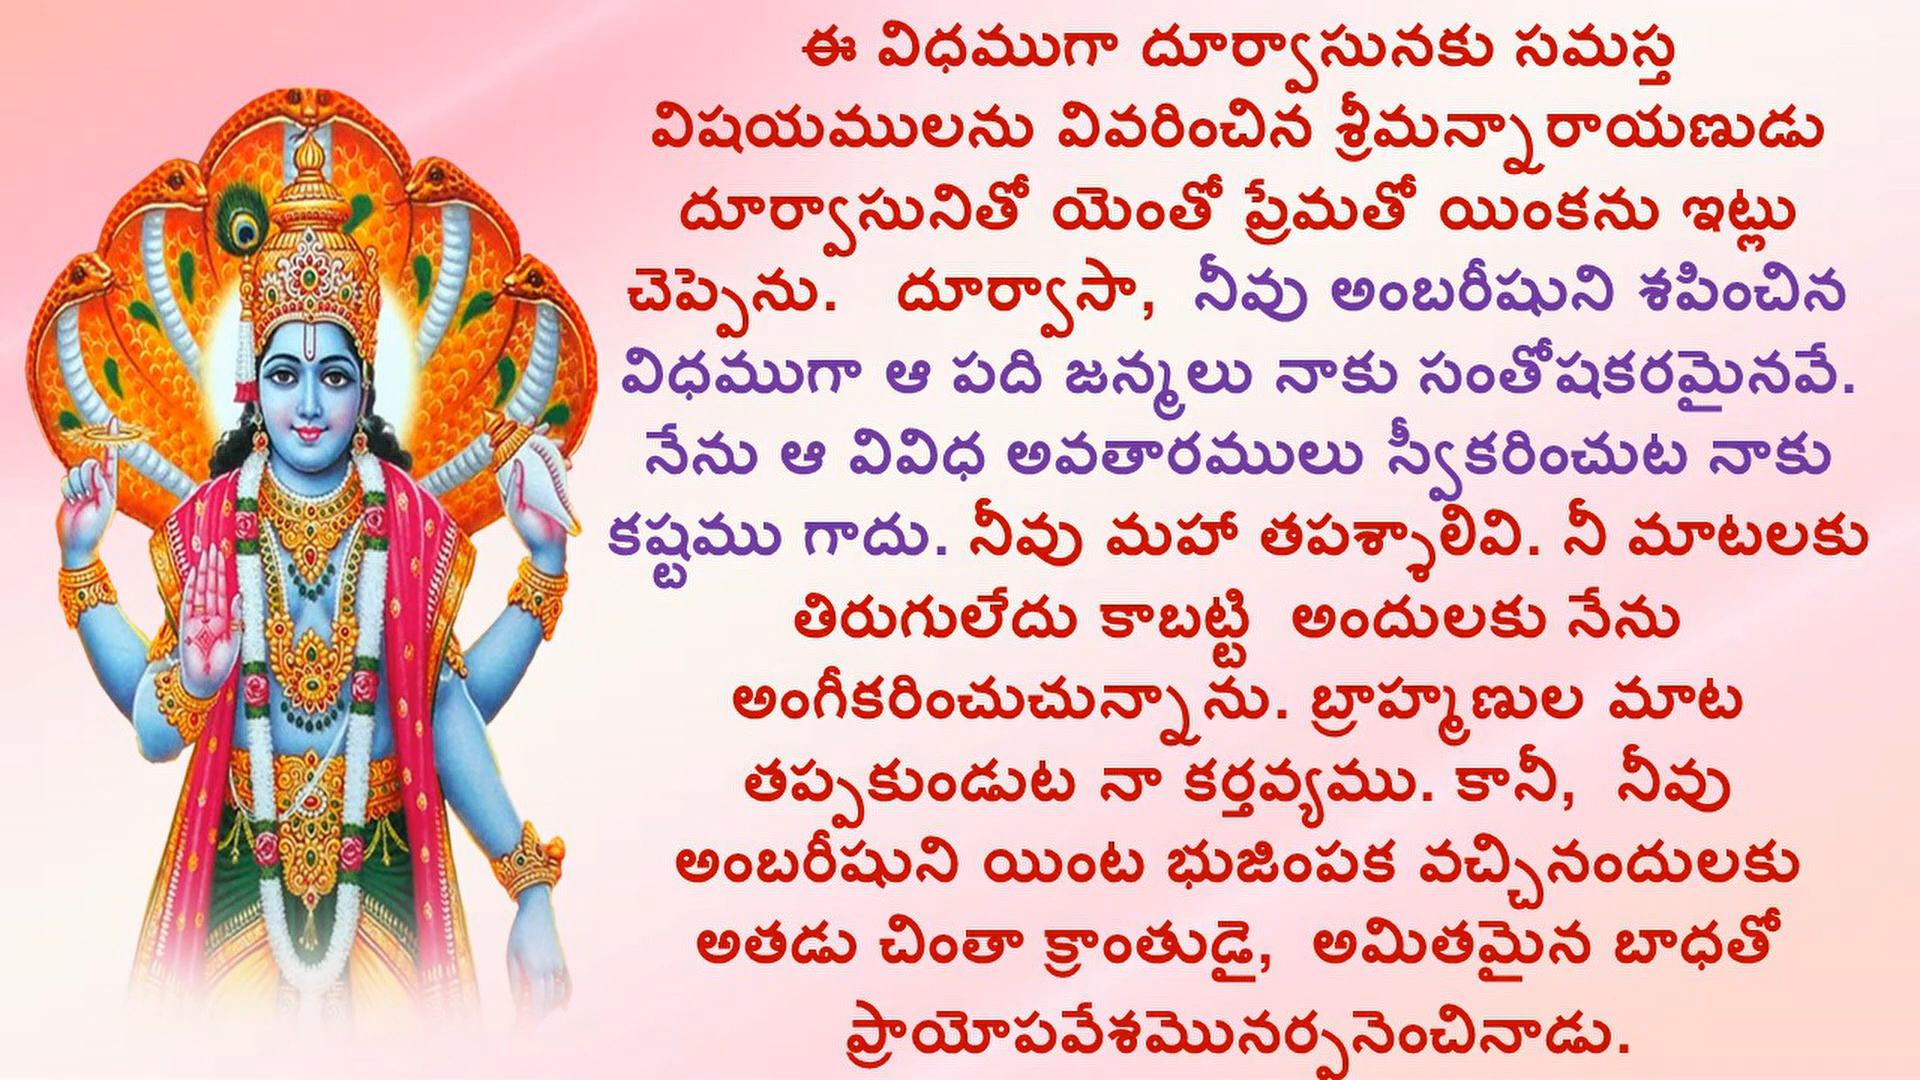 ఈ విధముగా దూర్వాసునకు సమస్త
విషయములను వివరించిన శ్రీమన్నారాయణుడు
దూర్వాసునితో యెంతో ప్రేమతో యింకను ఇట్లు
చెప్పెను. దూర్వాసా, నీవు అంబరీషుని శపించిన
విధముగా ఆ పది జన్మలు నాకు సంతోషకరమైనవే.
నేను ఆ వివిధ అవతారములు స్వీకరించుట నాకు
కష్టము గాదు. నీవు మహా తపశ్శాలివి. నీ మాటలకు
తిరుగులేదు కాబట్టి అందులకు నేను
అంగీకరించుచున్నాను. బ్రాహ్మణుల మాట
తప్పకుండుట నా కర్తవ్యము. కానీ, నీవు
అంబరీషుని యింట భుజింపక వచ్చినందులకు
అతడు చింతా క్రాంతుడై, అమితమైన బాధతో
ప్రాయోపవేశమొనర్పనెంచినాడు.